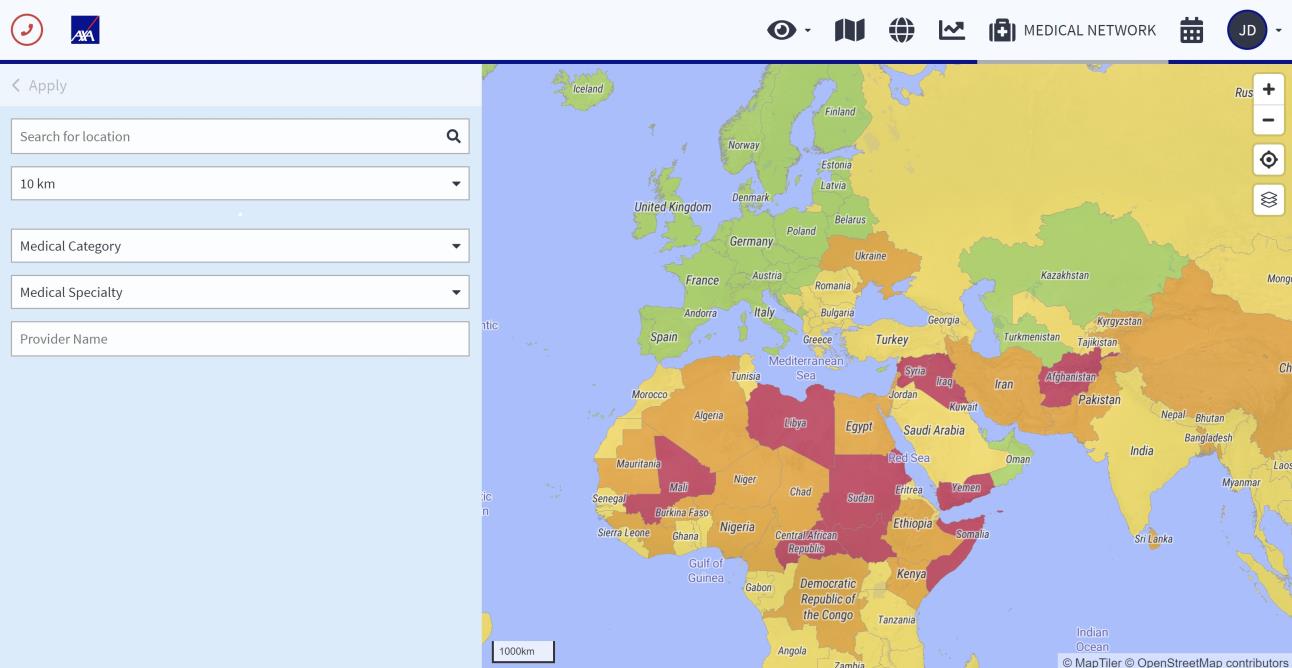 AXA
MEDICAL NETWORK
JD
Apply
Search for location
10 km
Medical Category
Medical Specialty
Provider Name
Iceland
Rus
Finland
Norway
Estonia
Latvia
Denmark
United Kingdom
Belarus
Poland
Germany
Ukraine
Austria
France
Kazakhstan
Mong
Romania
Andorra
Italy
Bulgaria
Georgia
Kyrgyzstan
ntic
Spain
Greece
Turkey
Turkmenistan
Tajikistan
Mediterranean
Sea
Ch
Tunisia
Syria
Iraq
Iran
Afghanistan
Morocco
Jordan
Kuwait
Pakistan
Algeria
Libya
Egypt
Saudi Arabia
Nepal
Bhutan
Bangladesh
India
Red Sea
Oman
Laos
Mauritania
Mali
Niger
Chad
Sudan
Eritrea
Yemen
Myanmar
tic
n
Senegal
Burkina Faso
Sierra Leone
Ghana
Nigeria
Central African
Republic
Ethiopia
Somalia
Sri Lanka
Gulf of
Guinea
Gabon
Democratic
Republic of
the Congo
Kenya
Tanzania
Angola
Zambia
Indian
Ocean
1000km
© MapTiler © OpenStreetMap contributors